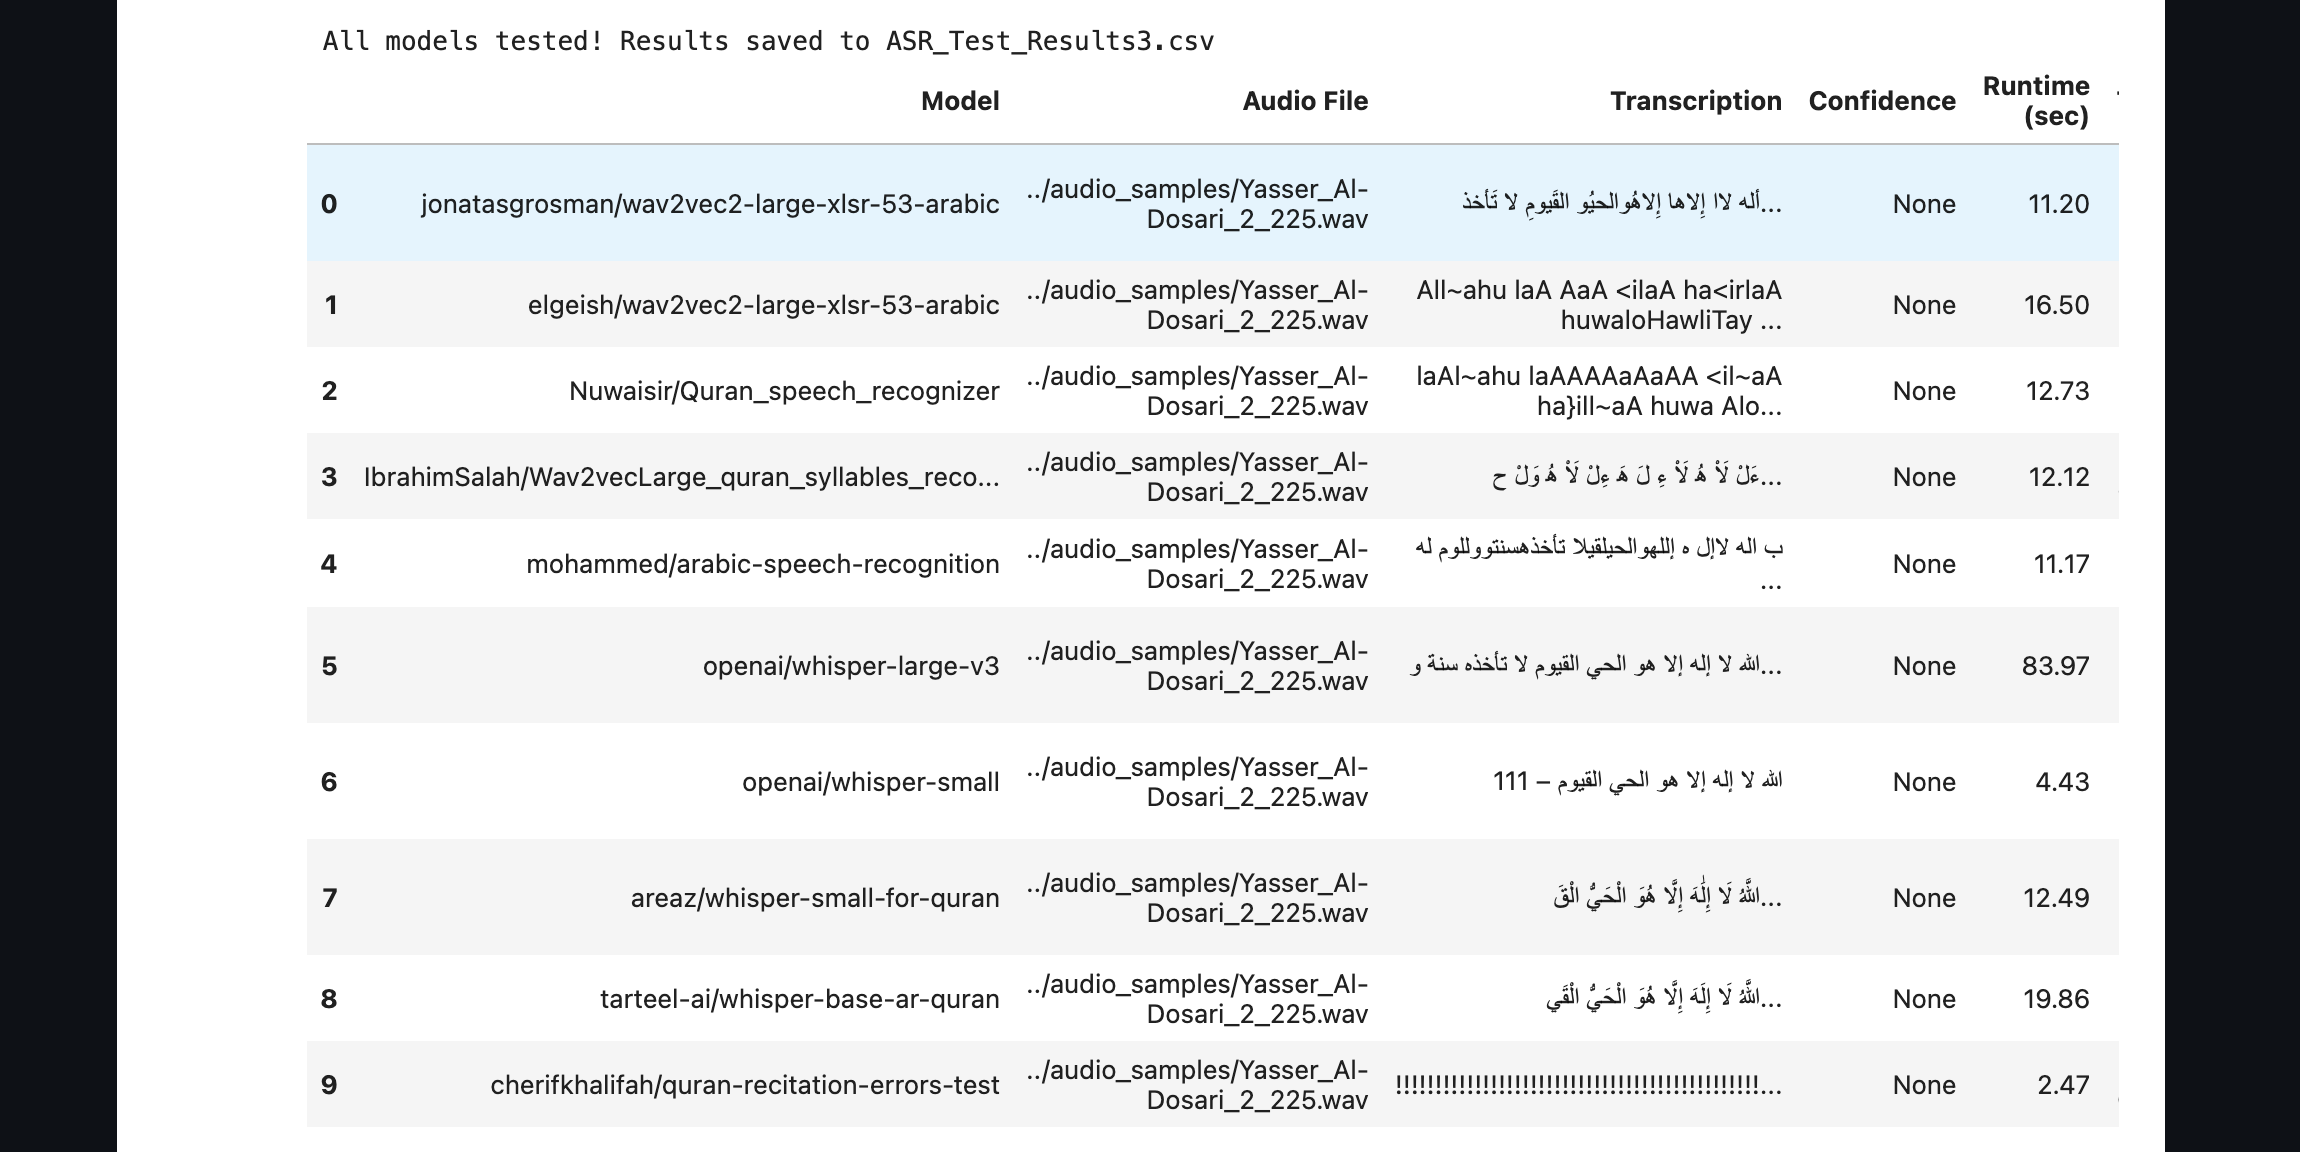 All models tested! Results saved to ASR_Test_Results3.csv
Model Audio File Transcription Confidence Runtime (sec)
0 jonatasgrosman/wav2vec2-large-xlsr-53-arabic ../audio_samples/Yasser_Al-Dosari_2_225.wav أله لاا إِلاها إِلاهُوالحيُو القَيومِ لا تَأخذ... None 11.20
1 elgeish/wav2vec2-large-xlsr-53-arabic ../audio_samples/Yasser_Al-Dosari_2_225.wav All~ahu laA AaA <ilaA ha<irlaA huwaloHawliTay ... None 16.50
2 Nuwaisir/Quran_speech_recognizer ../audio_samples/Yasser_Al-Dosari_2_225.wav laAl~ahu laAAAAaAaAA <il~aA ha}ill~aA huwa Alo... None 12.73
3 IbrahimSalah/Wav2vecLarge_quran_syllables_reco... ../audio_samples/Yasser_Al-Dosari_2_225.wav ءَلْ لَاْ هُ لَاْ ءِ لَ هَ ءِلْ لَاْ هُ وَلْ ح... None 12.12
4 mohammed/arabic-speech-recognition ../audio_samples/Yasser_Al-Dosari_2_225.wav ب اله لاإل ه إللهوالحيلقيلا تأخذهسنتووللوم له ... None 11.17
5 openai/whisper-large-v3 ../audio_samples/Yasser_Al-Dosari_2_225.wav الله لا إله إلا هو الحي القيوم لا تأخذه سنة و... None 83.97
6 openai/whisper-small ../audio_samples/Yasser_Al-Dosari_2_225.wav الله لا إله إلا هو الحي القيوم – 111 None 4.43
7 areaz/whisper-small-for-quran ../audio_samples/Yasser_Al-Dosari_2_225.wav اللَّهُ لَا إِلَٰهَ إِلَّا هُوَ الْحَيُّ الْقَ... None 12.49
8 tarteel-ai/whisper-base-ar-quran ../audio_samples/Yasser_Al-Dosari_2_225.wav اللَّهُ لَا إِلَهَ إِلَّا هُوَ الْحَيُّ الْقَي... None 19.86
9 cherifkhalifah/quran-recitation-errors-test ../audio_samples/Yasser_Al-Dosari_2_225.wav !!!!!!!!!!!!!!!!!!!!!!!!!!!!!!!!!!!!!!!!!!!!!!!... None 2.47